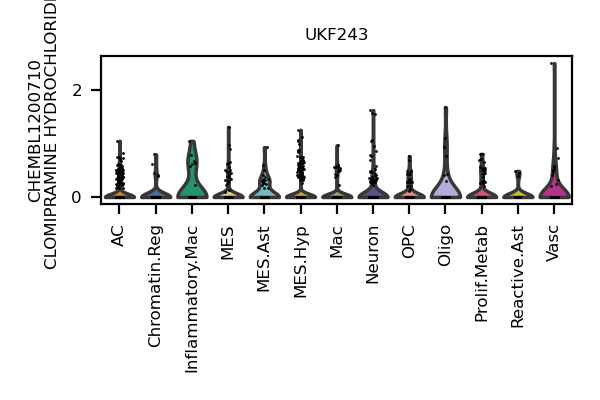 UKF243
CHEMBL1200710
CLOMIPRAMINE HYDROCHLORIDE
2
0
AC
Chromatin.Reg
Inflammatory.Mac
MES
MES.Ast
MES.Hyp
Mac
Neuron
OPC
Oligo
Prolif.Metab
Reactive.Ast
Vasc